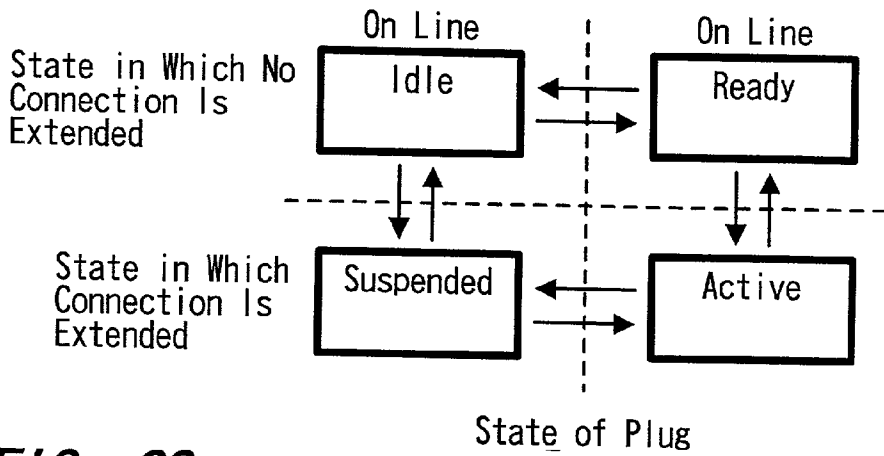 On Line
On Line
State in Which No
Connection Is
Extended
Idle
Ready
State in Which
Connection Is
Extended
Suspended
Active
State of Plug